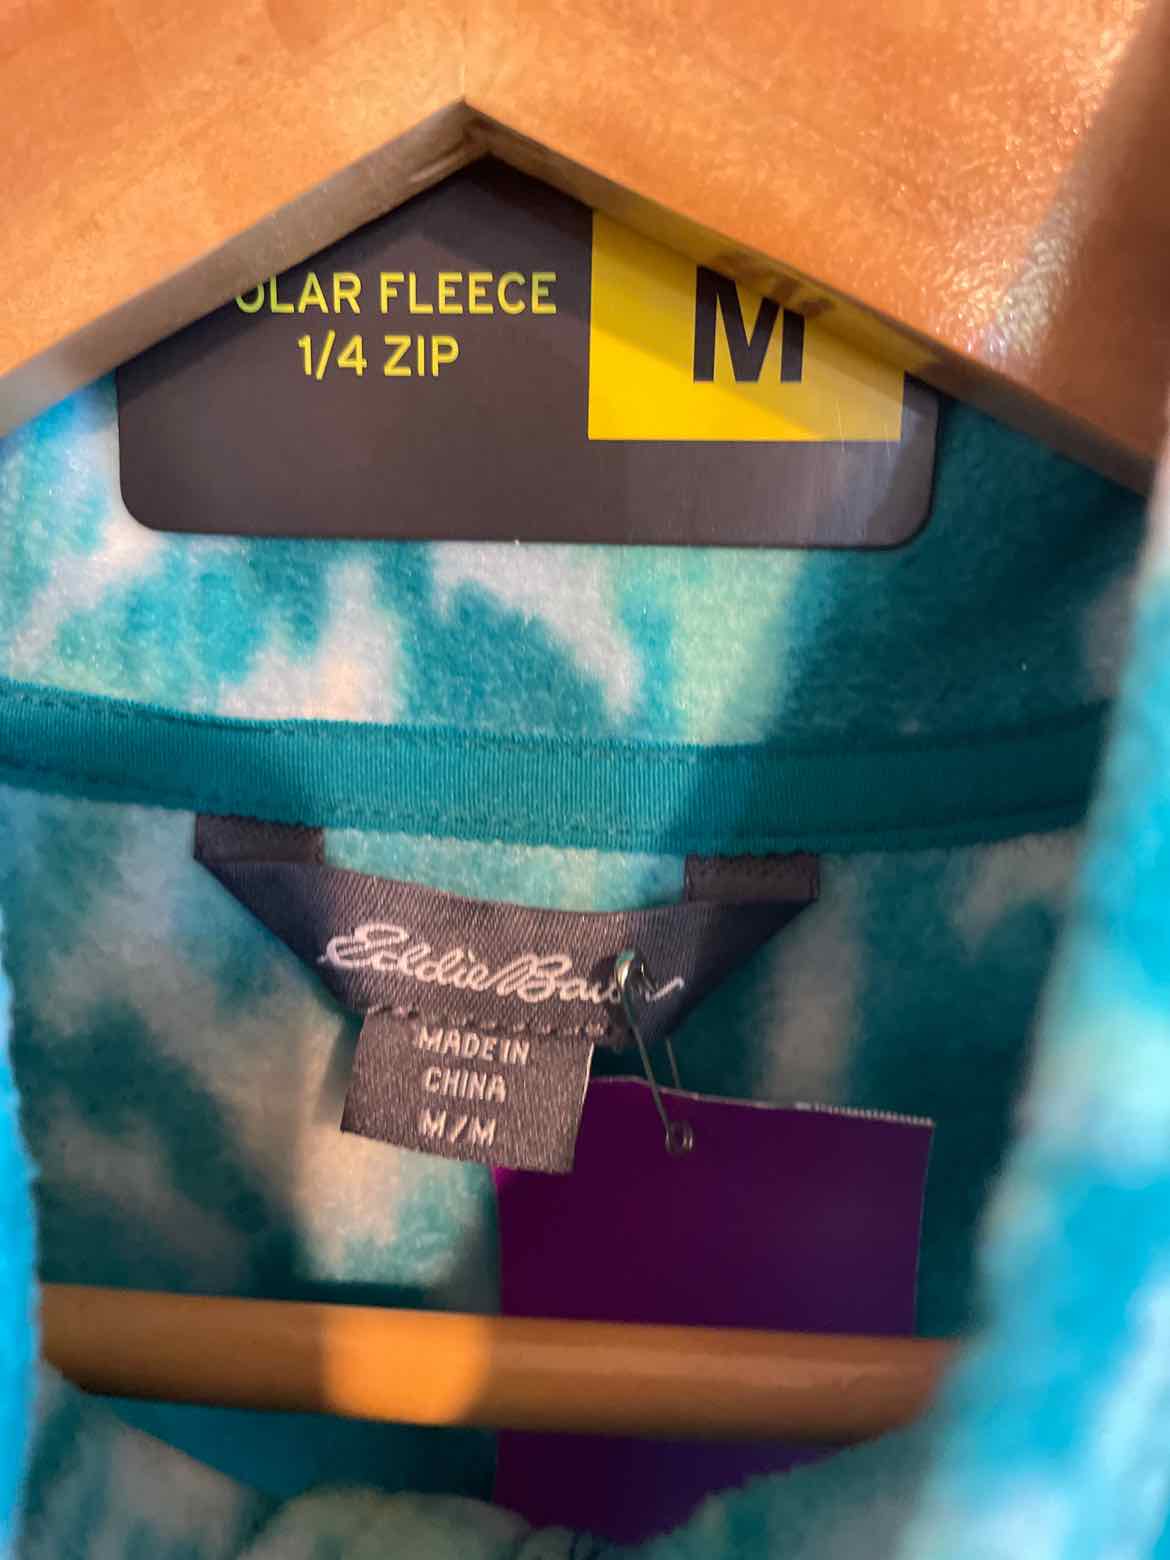 OLAR FLEECE
1/4 ZIP
M
Eddie Bauer
MADE IN
CHINA
M/M